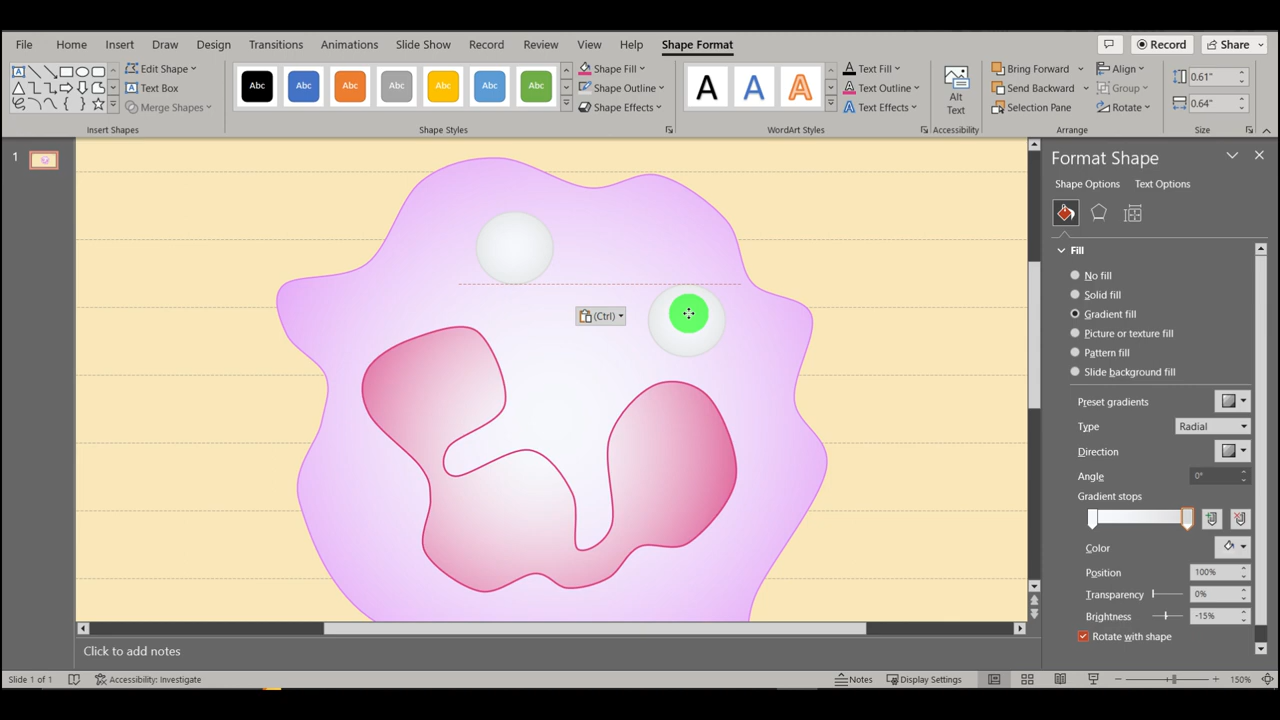 File Home Insert Draw Design Transitions Animations Slide Show Record Review View Help Shape Format Record Share
Edit Shape
Text Box
Merge Shapes
Insert Shapes
Abc Abc Abc Abc Abc Abc Abc
Shape Fill
Shape Outline
Shape Effects
Shape Styles
A A A
Text Fill
Text Outline
Text Effects
WordArt Styles
Alt
Text
Accessibility
Bring Forward
Send Backward
Selection Pane
Align
Group
Rotate
Arrange
0.61"
0.64"
Size
1
(Ctrl)
Format Shape
Shape Options Text Options
Fill
No fill
Solid fill
Gradient fill
Picture or texture fill
Pattern fill
Slide background fill
Preset gradients
Type Radial
Direction
Angle 0°
Gradient stops
Color
Position 100%
Transparency 0%
Brightness -15%
Rotate with shape
Click to add notes
Slide 1 of 1 Accessibility: Investigate Notes Display Settings 150%